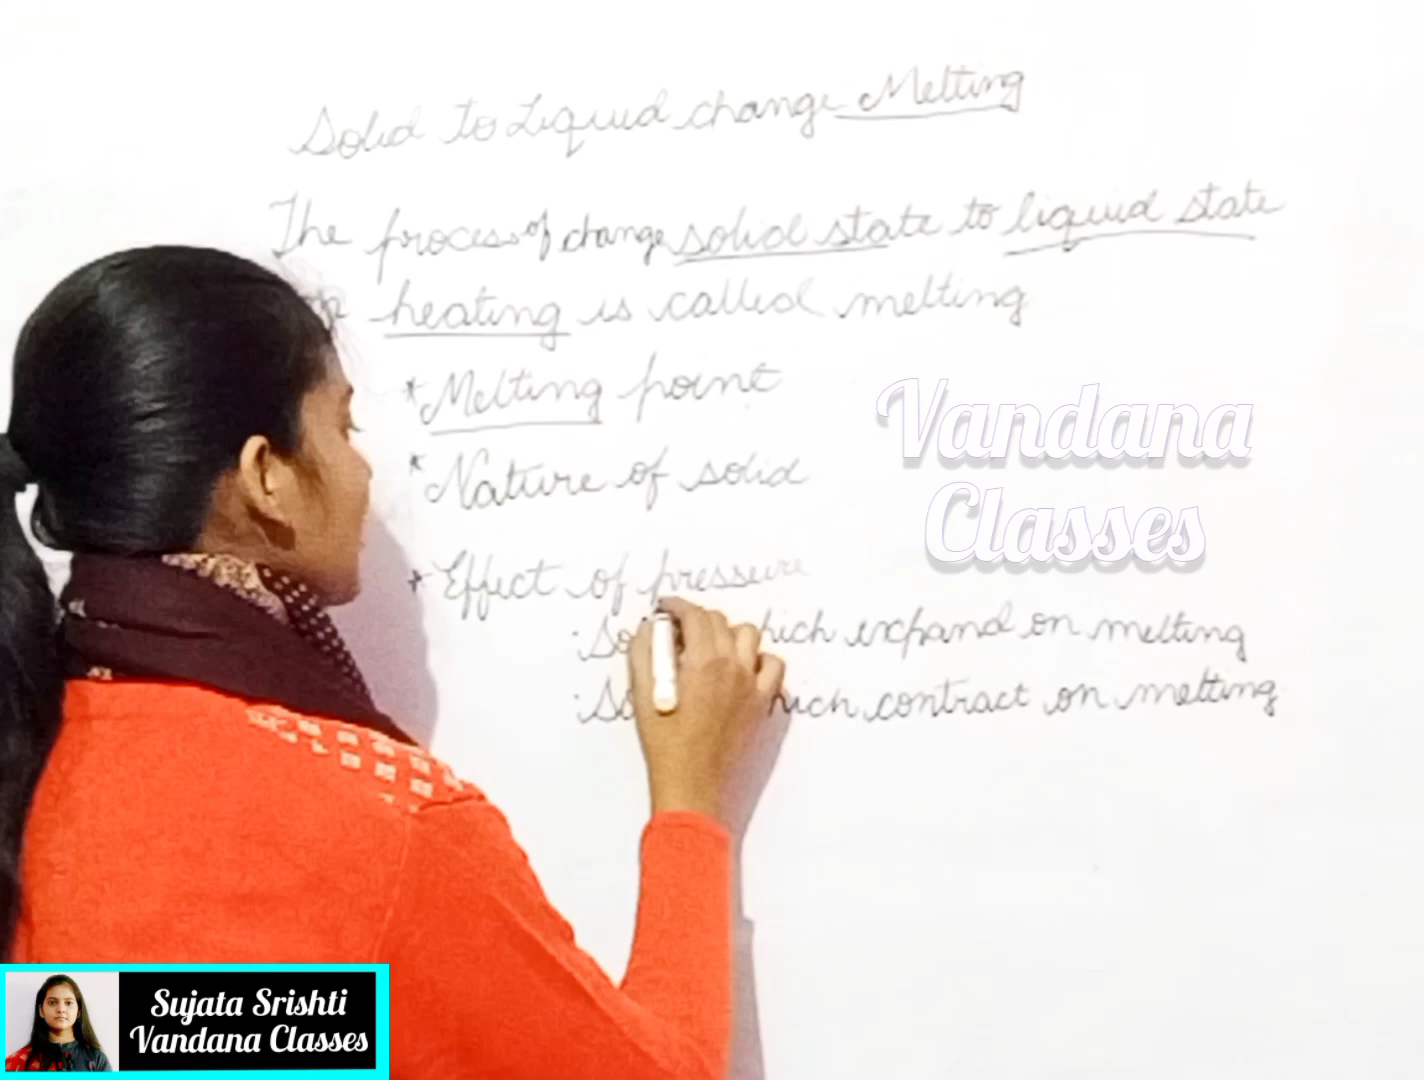 Solid to Liquid change Melting
The process of change solid state to liquid state
heating is called melting
* Melting point
* Nature of solid
* Effect of pressure
· So hich expand on melting
· So hich contract on melting
Vandana
Classes
Sujata Srishti
Vandana Classes